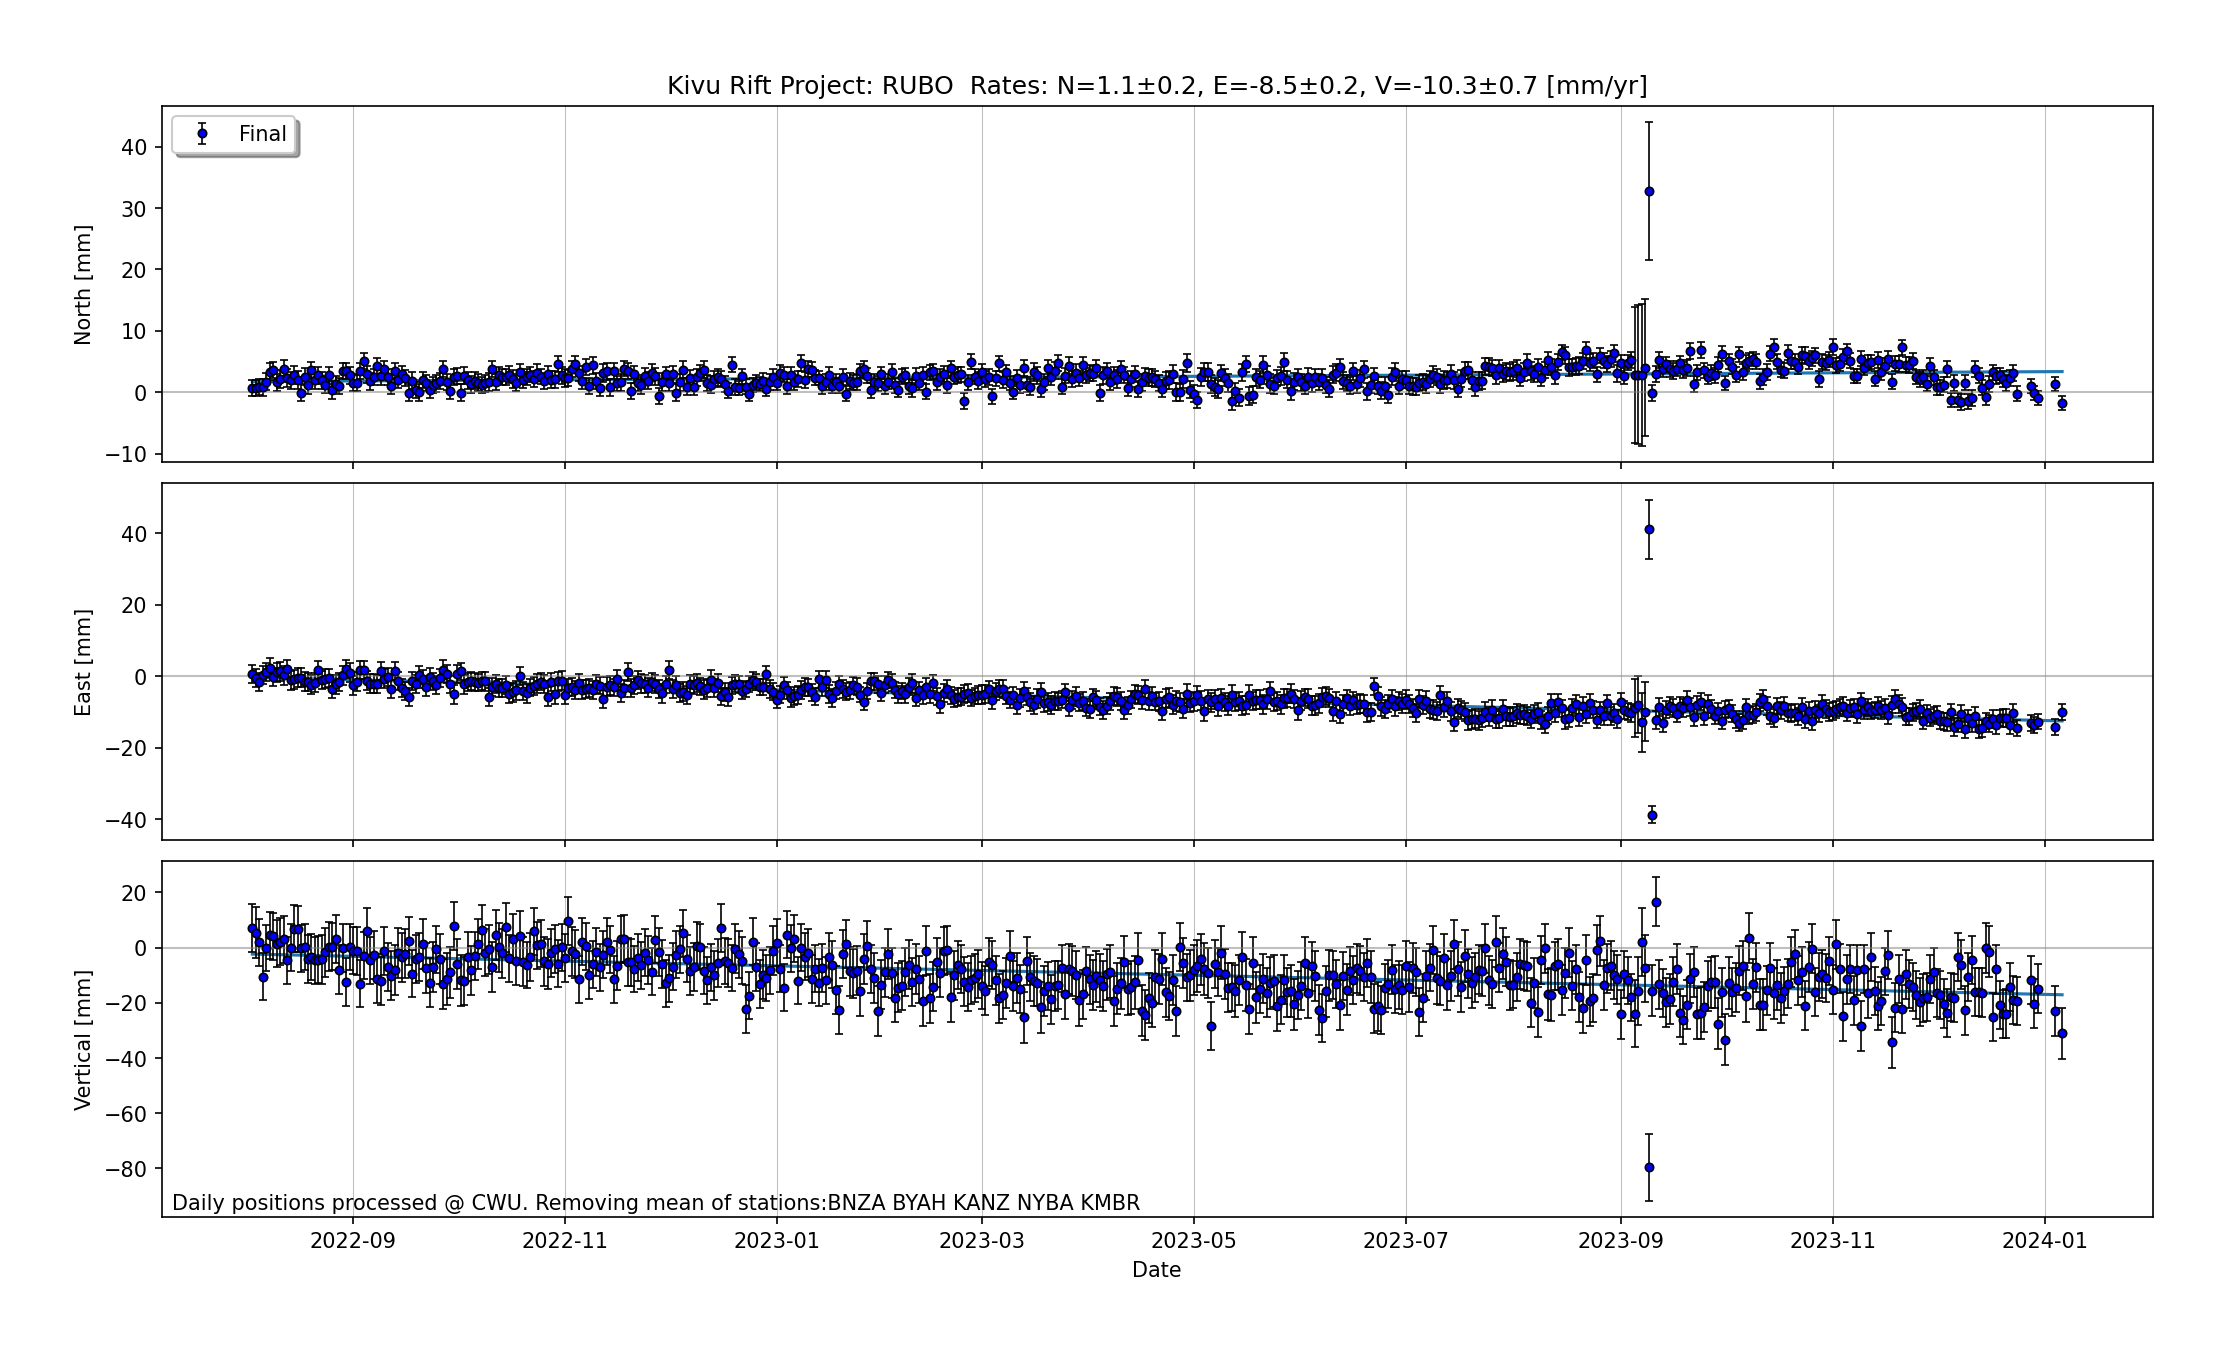 Kivu Rift Project: RUBO  Rates: N=1.1±0.2, E=-8.5±0.2, V=-10.3±0.7 [mm/yr]
Final
North [mm]
40
30
20
10
0
−10
East [mm]
40
20
0
−20
−40
Vertical [mm]
20
0
−20
−40
−60
−80
Daily positions processed @ CWU. Removing mean of stations:BNZA BYAH KANZ NYBA KMBR
2022-09 2022-11 2023-01 2023-03 2023-05 2023-07 2023-09 2023-11 2024-01
Date